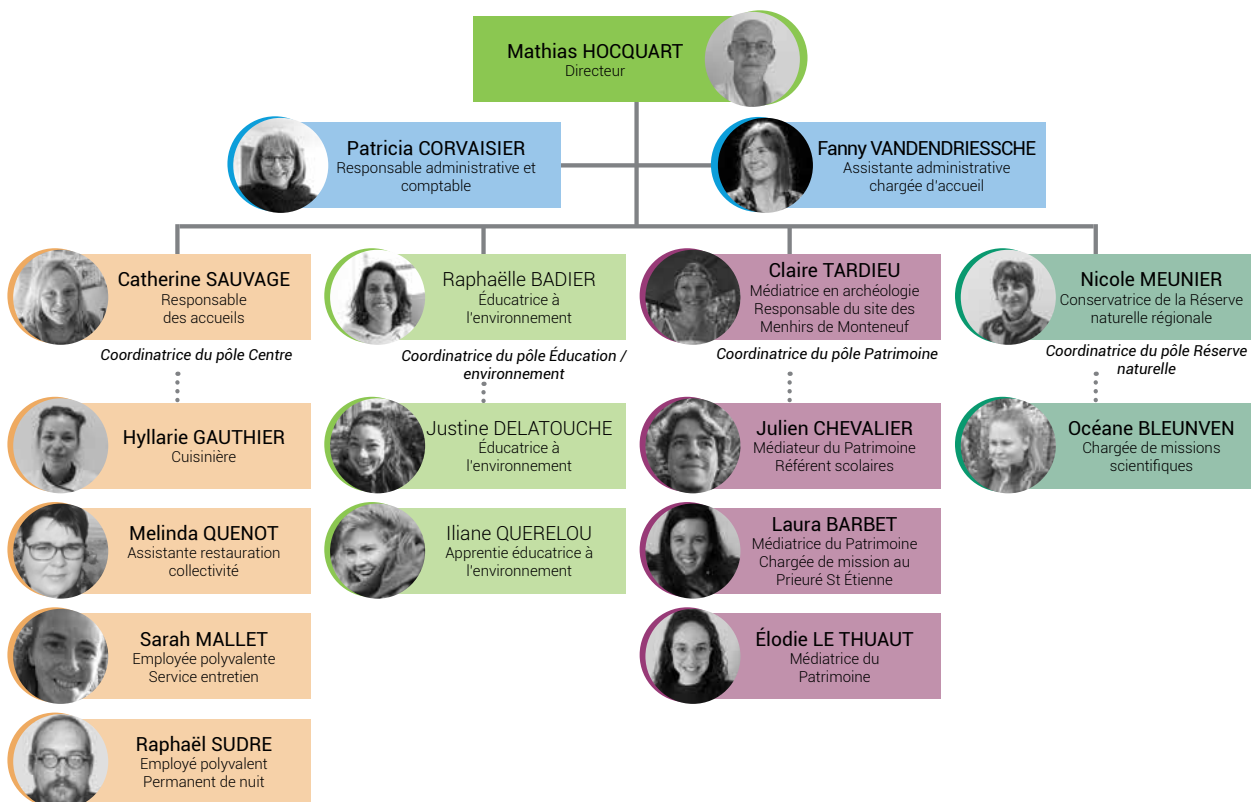 Mathias HOCQUART
Directeur
Patricia CORVAISIER
Responsable administrative et
comptable
Fanny VANDENDRIESSCHE
Assistante administrative
chargée d'accueil
Catherine SAUVAGE
Responsable
des accueils
Coordinatrice du pôle Centre
Hyllarie GAUTHIER
Cuisinière
Melinda QUENOT
Assistante restauration
collectivité
Sarah MALLET
Employée polyvalente
Service entretien
Raphaël SUDRE
Employé polyvalent
Permanent de nuit
Raphaëlle BADIER
Éducatrice à
l'environnement
Coordinatrice du pôle Éducation /
environnement
Justine DELATOUCHE
Éducatrice à
l'environnement
Iliane QUERELOU
Apprentie éducatrice à
l'environnement
Claire TARDIEU
Médiatrice en archéologie
Responsable du site des
Menhirs de Monteneuf
Coordinatrice du pôle Patrimoine
Julien CHEVALIER
Médiateur du Patrimoine
Référent scolaires
Laura BARBET
Médiatrice du Patrimoine
Chargée de mission au
Prieuré St Étienne
Élodie LE THUAUT
Médiatrice du
Patrimoine
Nicole MEUNIER
Conservatrice de la Réserve
naturelle régionale
Coordinatrice du pôle Réserve
naturelle
Océane BLEUNVEN
Chargée de missions
scientifiques